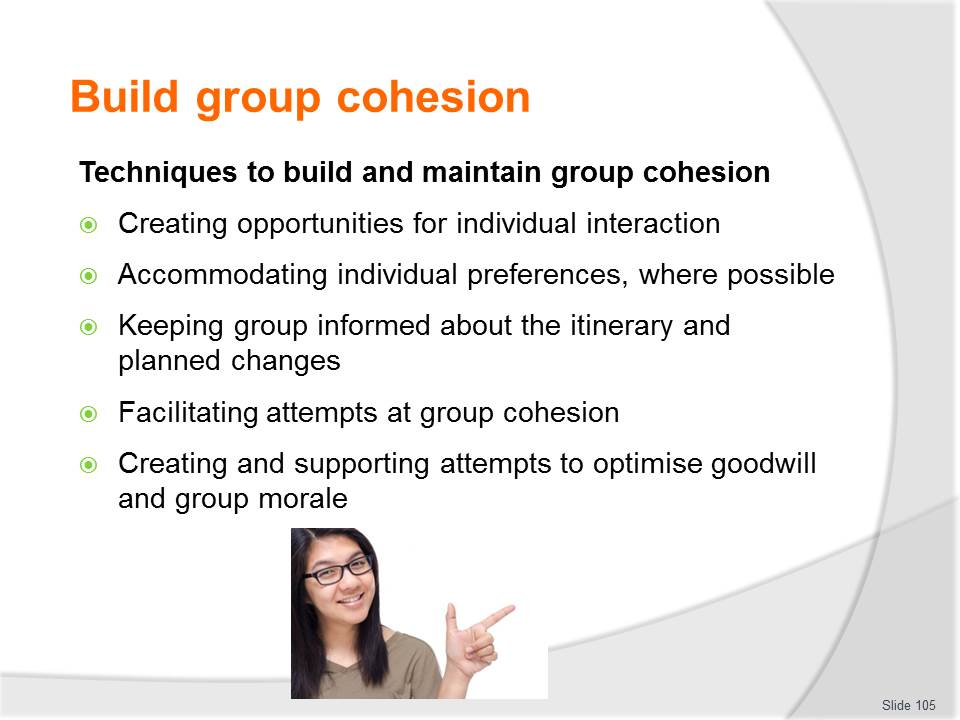 Build group cohesion
Techniques to build and maintain group cohesion
Creating opportunities for individual interaction
Accommodating individual preferences, where possible
Keeping group informed about the itinerary and
planned changes
Facilitating attempts at group cohesion
Creating and supporting attempts to optimise goodwill
and group morale
Slide 105